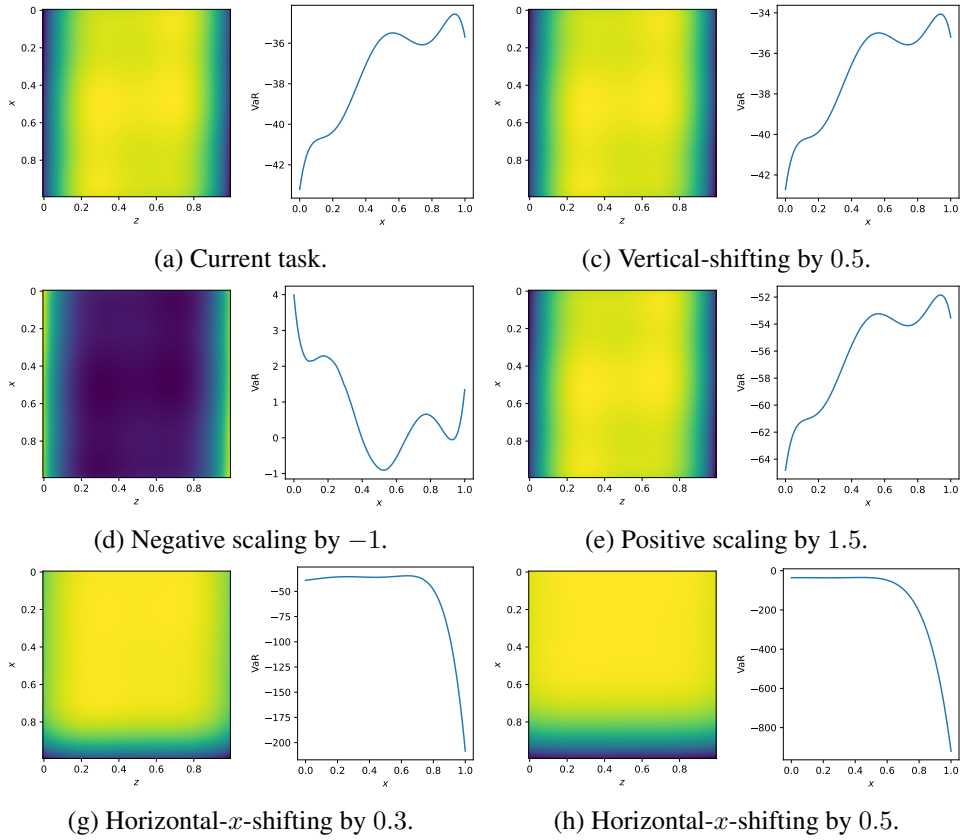 0
0.2
0.4
0.6
0.8
x
0 0.2 0.4 0.6 0.8
z
−36
−38
−40
−42
VaR
0.0 0.2 0.4 0.6 0.8 1.0
x
(a) Current task.
0
0.2
0.4
0.6
0.8
x
0 0.2 0.4 0.6 0.8
z
−34
−36
−38
−40
−42
VaR
0.0 0.2 0.4 0.6 0.8 1.0
x
(c) Vertical-shifting by 0.5.
0
0.2
0.4
0.6
0.8
x
0 0.2 0.4 0.6 0.8
z
4
3
2
1
0
−1
VaR
0.0 0.2 0.4 0.6 0.8 1.0
x
(d) Negative scaling by −1.
0
0.2
0.4
0.6
0.8
x
0 0.2 0.4 0.6 0.8
z
−52
−54
−56
−58
−60
−62
−64
VaR
0.0 0.2 0.4 0.6 0.8 1.0
x
(e) Positive scaling by 1.5.
0
0.2
0.4
0.6
0.8
x
0 0.2 0.4 0.6 0.8
z
−50
−75
−100
−125
−150
−175
−200
VaR
0.0 0.2 0.4 0.6 0.8 1.0
x
(g) Horizontal-x-shifting by 0.3.
0
0.2
0.4
0.6
0.8
x
0 0.2 0.4 0.6 0.8
z
0
−200
−400
−600
−800
VaR
0.0 0.2 0.4 0.6 0.8 1.0
x
(h) Horizontal-x-shifting by 0.5.